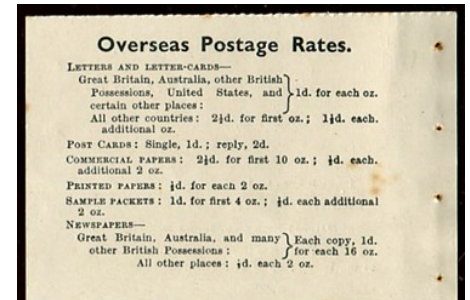 Overseas Postage Rates.
LETTERS AND LETTER-CARDS—
Great Britain, Australia, other British
Possessions, United States, and } 1d. for each oz.
certain other places :
All other countries : 2½d. for first oz. ; 1½d. each.
additional oz.
POST CARDS : Single, 1d. ; reply, 2d.
COMMERCIAL PAPERS : 2½d. for first 10 oz. ; ½d. each.
additional 2 oz.
PRINTED PAPERS : ½d. for each 2 oz.
SAMPLE PACKETS : 1d. for first 4 oz. ; ½d. each additional
2 oz.
NEWSPAPERS—
Great Britain, Australia, and many } Each copy, 1d.
other British Possessions : for each 16 oz.
All other places : ½d. each 2 oz.